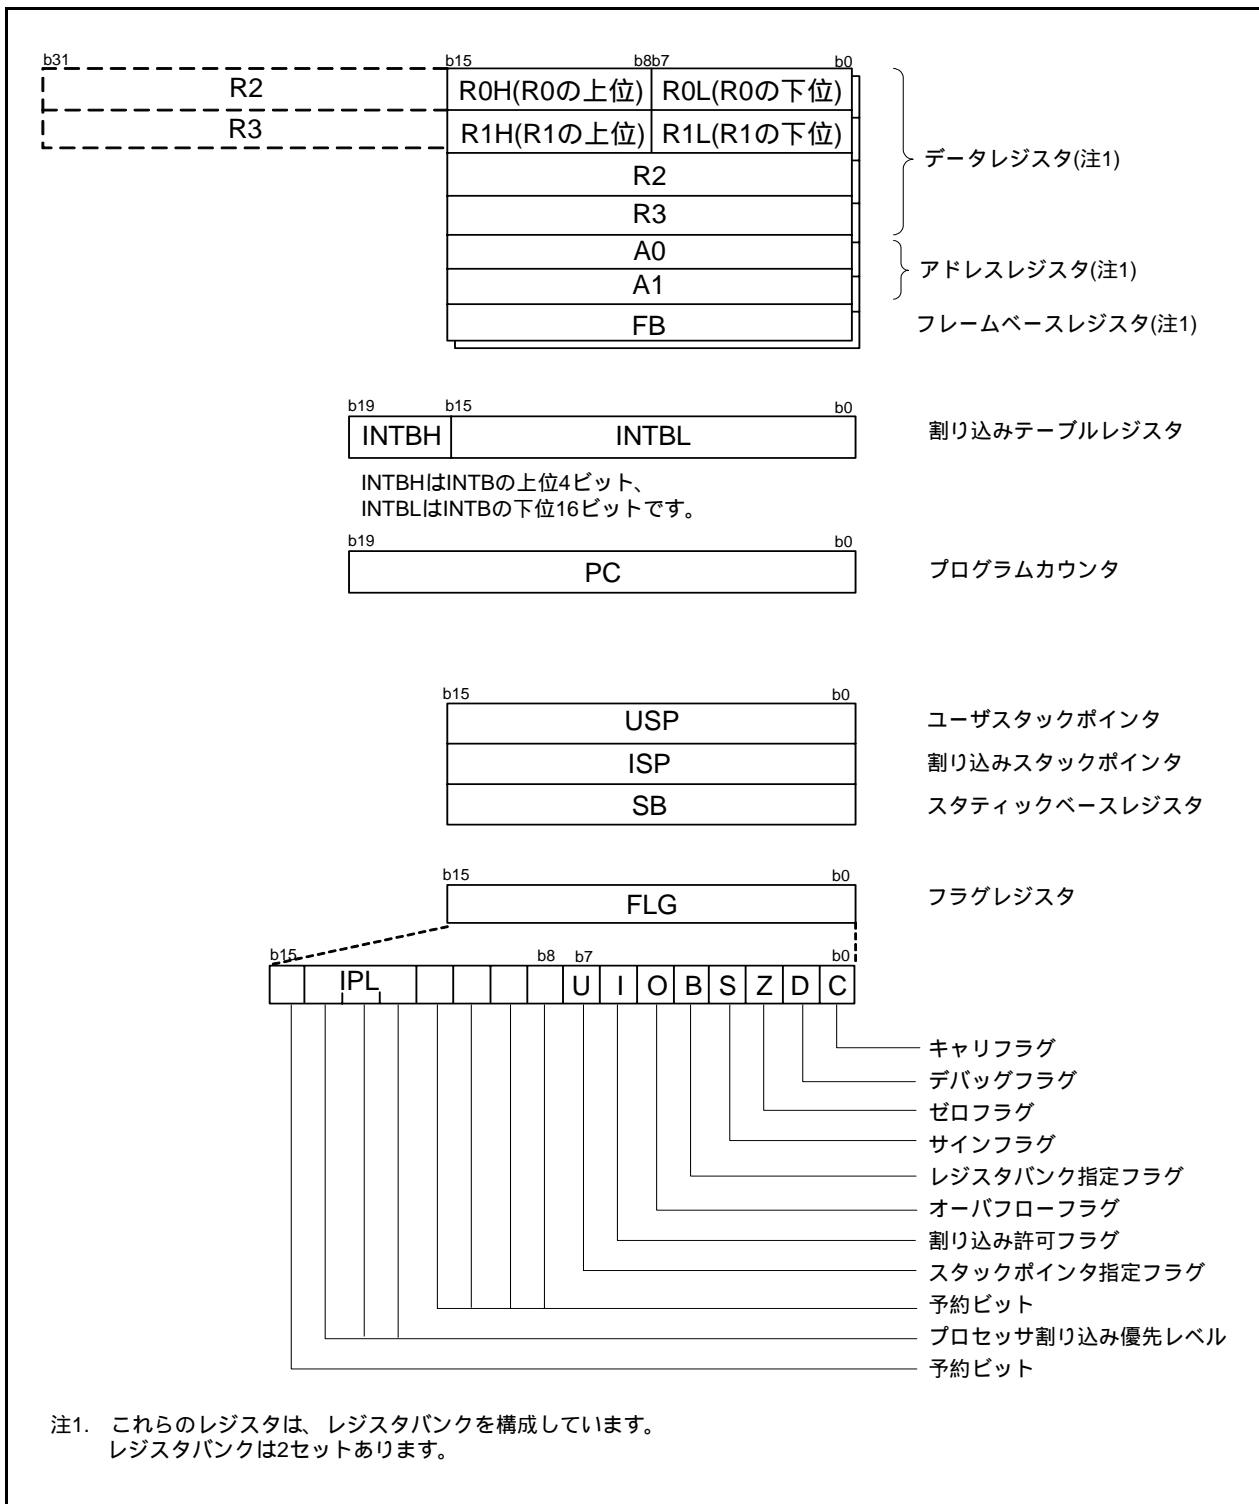 b31 b15 b8b7 b0
R2 R0H(R0の上位) R0L(R0の下位)
R3 R1H(R1の上位) R1L(R1の下位)
データレジスタ(注1)
R2
R3
A0
アドレスレジスタ(注1)
A1
FB フレームベースレジスタ(注1)
b19 b15 b0
INTBH INTBL 割り込みテーブルレジスタ
INTBHはINTBの上位4ビット、
INTBLはINTBの下位16ビットです。
b19 b0
PC プログラムカウンタ
b15 b0
USP ユーザスタックポインタ
ISP 割り込みスタックポインタ
SB スタティックベースレジスタ
b15 b0
FLG フラグレジスタ
b15 b8 b7 b0
IPL U I O B S Z D C
キャリフラグ
デバッグフラグ
ゼロフラグ
サインフラグ
レジスタバンク指定フラグ
オーバフローフラグ
割り込み許可フラグ
スタックポインタ指定フラグ
予約ビット
プロセッサ割り込み優先レベル
予約ビット
注1. これらのレジスタは、レジスタバンクを構成しています。
レジスタバンクは2セットあります。